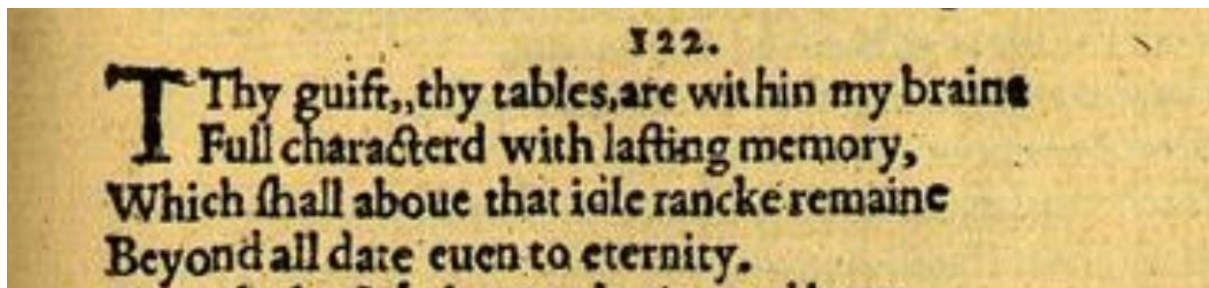 122.
TThy guift,,thy tables,are within my braine
Full characterd with lasting memory,
Which shall aboue that idle rancke remaine
Beyond all date euen to eternity.